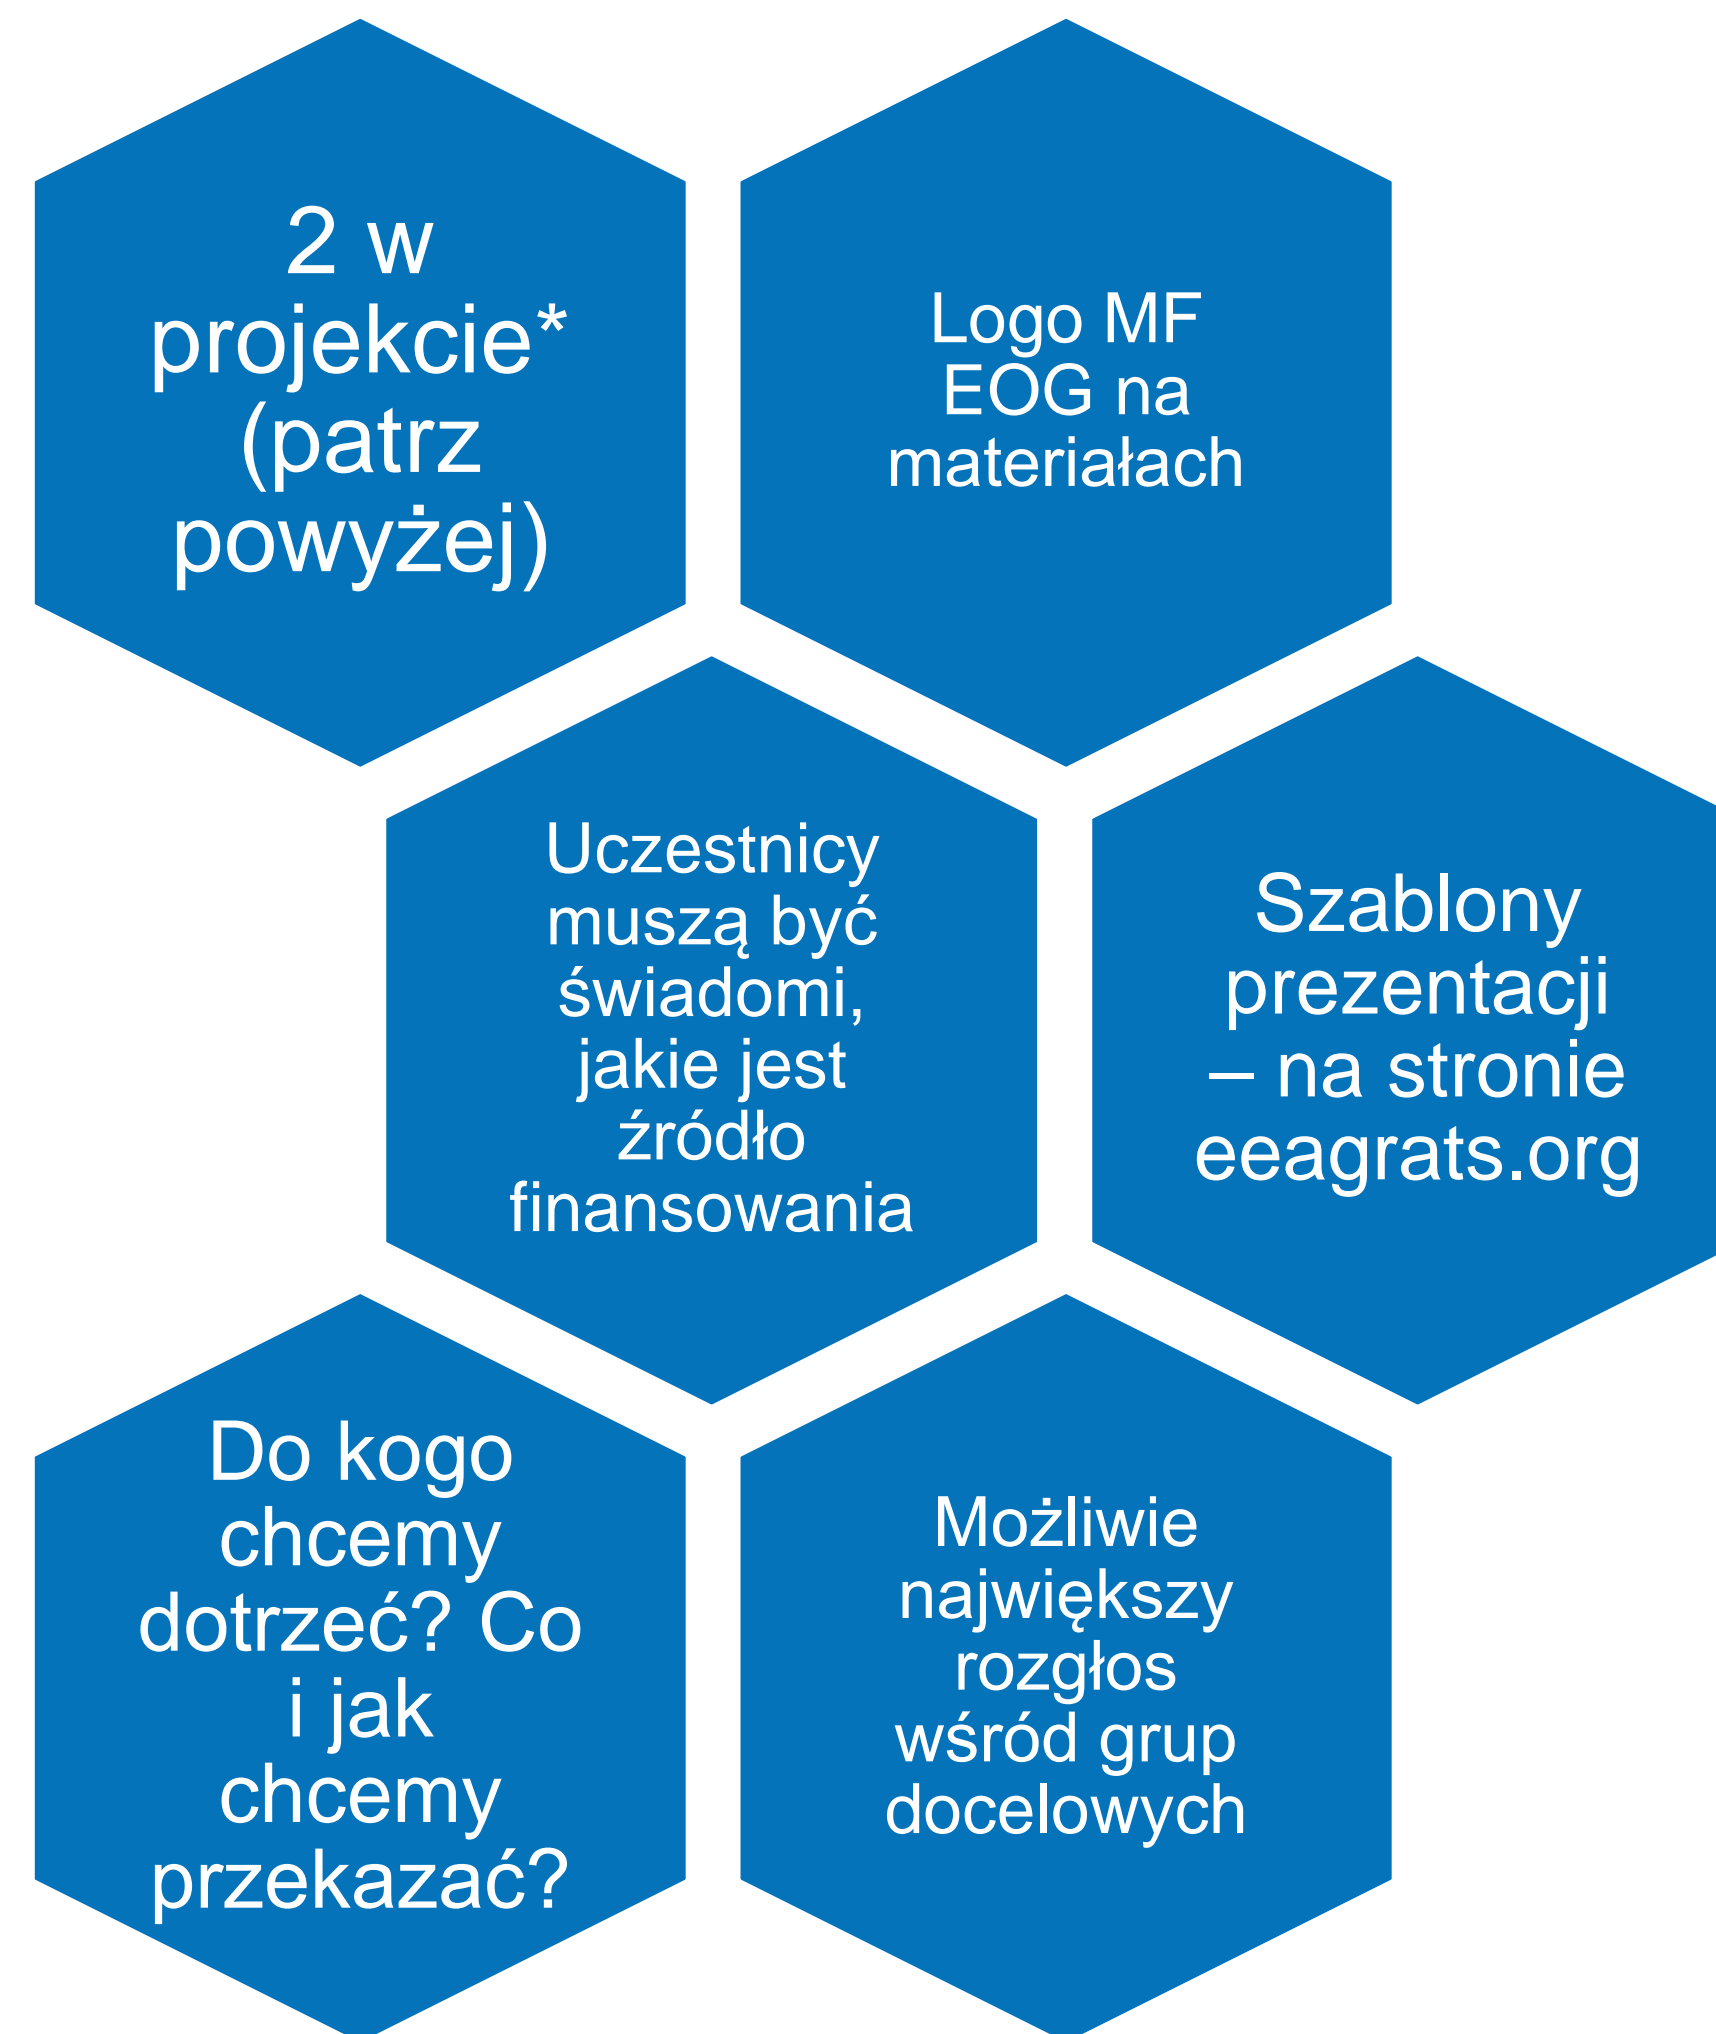 2 w
projekcie*
(patrz
powyżej)
Logo MF
EOG na
materiałach
Uczestnicy
muszą być
świadomi,
jakie jest
źródło
finansowania
Szablony
prezentacji
– na stronie
eeagrats.org
Do kogo
chcemy
dotrzeć? Co
i jak
chcemy
przekazać?
Możliwie
największy
rozgłos
wśród grup
docelowych